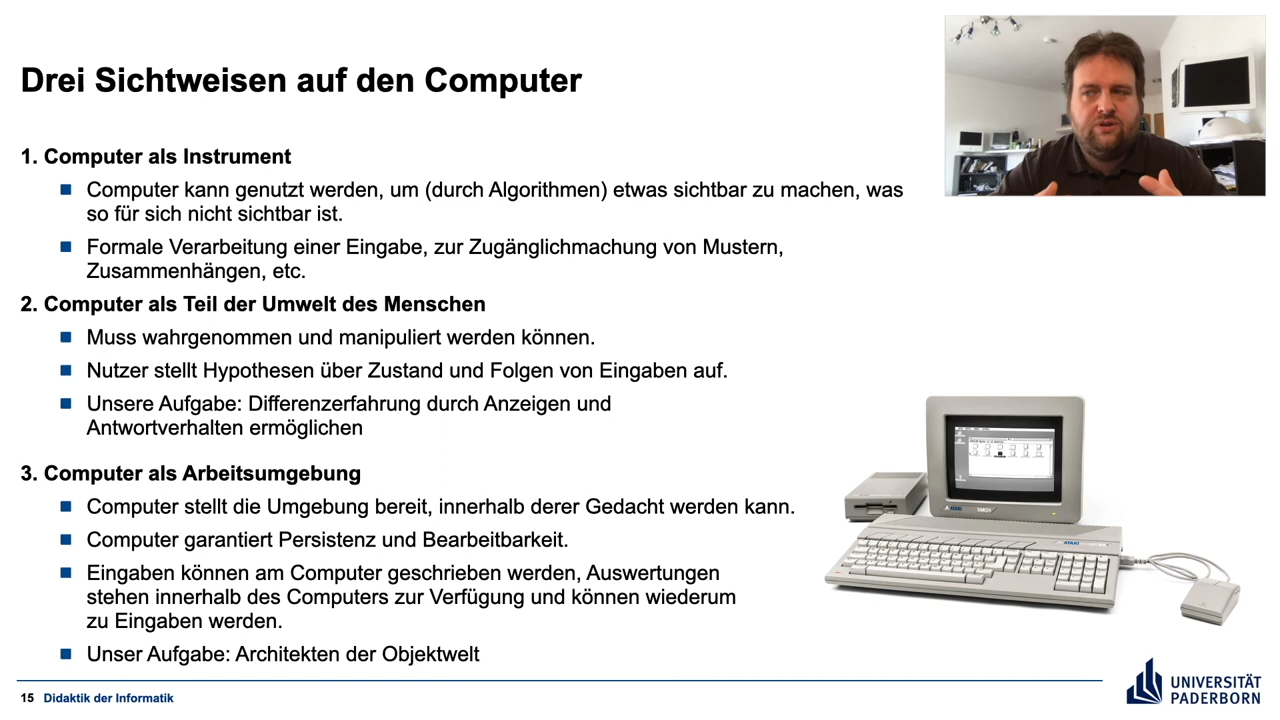 Drei Sichtweisen auf den Computer
1. Computer als Instrument
Computer kann genutzt werden, um (durch Algorithmen) etwas sichtbar zu machen, was
so für sich nicht sichtbar ist.
Formale Verarbeitung einer Eingabe, zur Zugänglichmachung von Mustern,
Zusammenhängen, etc.
2. Computer als Teil der Umwelt des Menschen
Muss wahrgenommen und manipuliert werden können.
Nutzer stellt Hypothesen über Zustand und Folgen von Eingaben auf.
Unsere Aufgabe: Differenzerfahrung durch Anzeigen und
Antwortverhalten ermöglichen
3. Computer als Arbeitsumgebung
Computer stellt die Umgebung bereit, innerhalb derer Gedacht werden kann.
Computer garantiert Persistenz und Bearbeitbarkeit.
Eingaben können am Computer geschrieben werden, Auswertungen
stehen innerhalb des Computers zur Verfügung und können wiederum
zu Eingaben werden.
Unser Aufgabe: Architekten der Objektwelt
ATARI
ATARI
15 Didaktik der Informatik
UNIVERSITÄT
PADERBORN